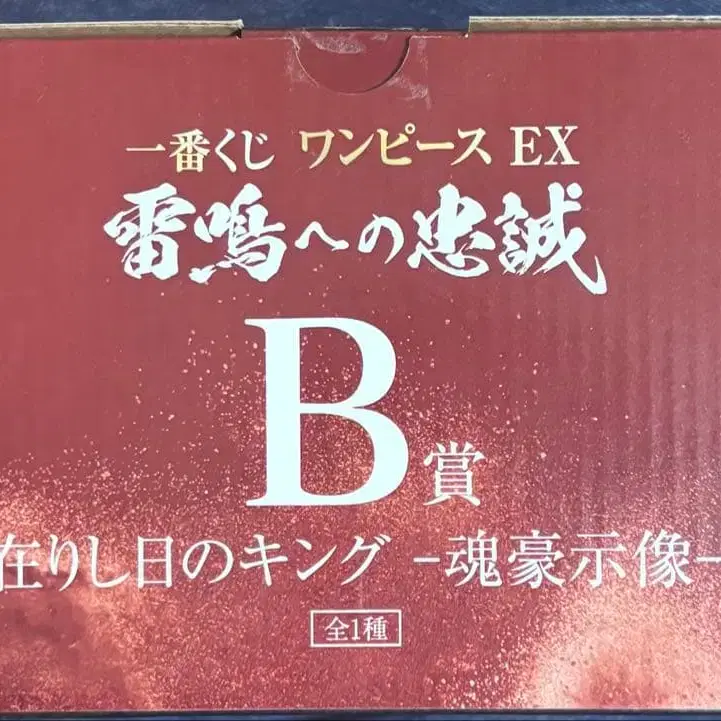 一番くじ ワンピース EX
雷鳴への忠誠
B賞
在りし日のキング -魂豪示像-
全1種